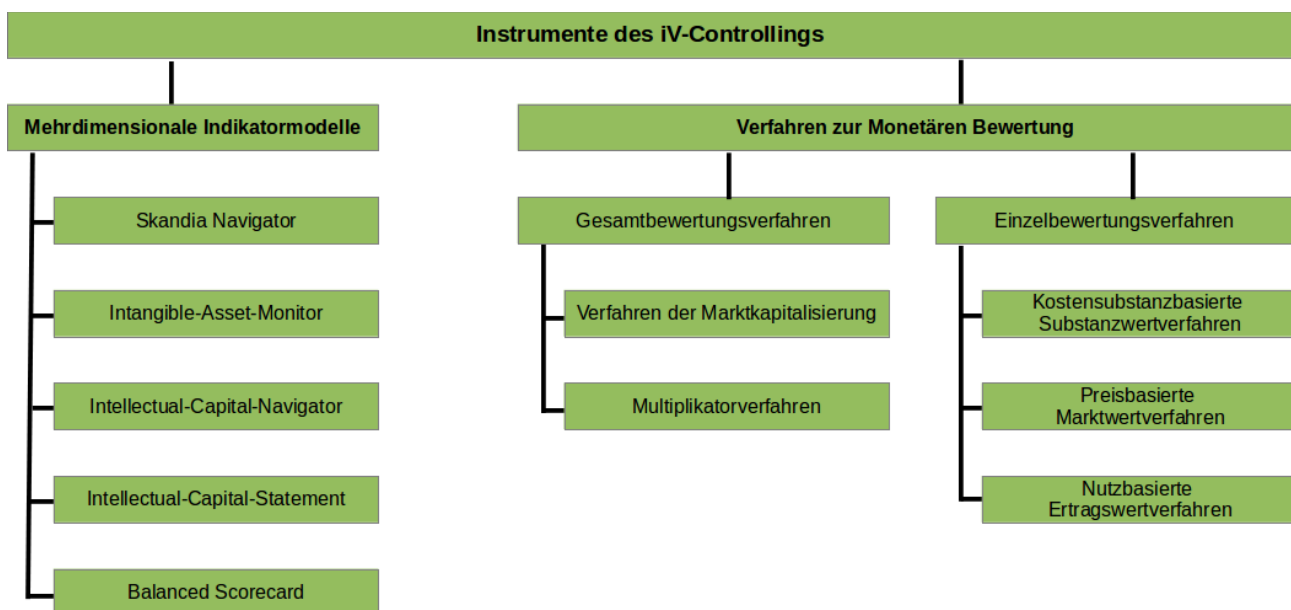 Instrumente des iV-Controllings
Mehrdimensionale Indikatormodelle
Skandia Navigator
Intangible-Asset-Monitor
Intellectual-Capital-Navigator
Intellectual-Capital-Statement
Balanced Scorecard
Verfahren zur Monetären Bewertung
Gesamtbewertungsverfahren
Verfahren der Marktkapitalisierung
Multiplikatorverfahren
Einzelbewertungsverfahren
Kostensubstanzbasierte
Substanzwertverfahren
Preisbasierte
Marktwertverfahren
Nutzbasierte
Ertragswertverfahren